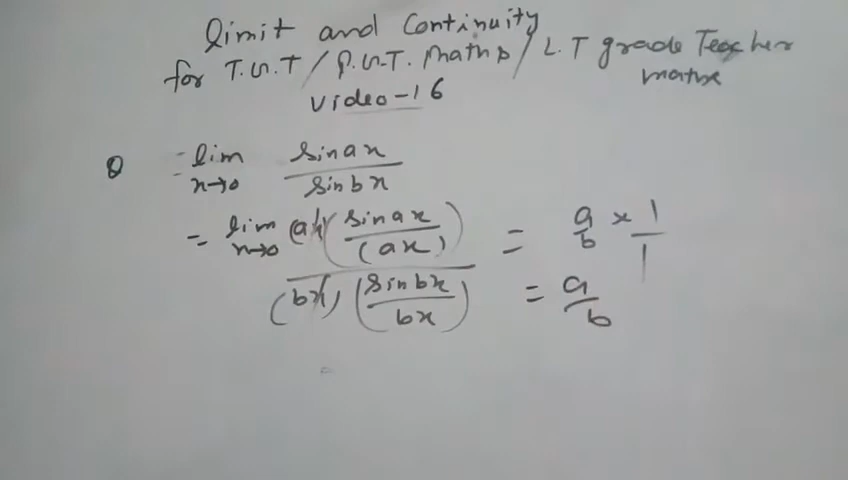 limit and Continuity
for T.G.T / P.G.T. Maths / L.T grade Teacher
maths
Video-16
Q = lim x→0 sin ax / sin bx
= lim x→0 (ax) (sin ax / (ax)) / (bx) (sin bx / bx) = a/b × 1/1
= a/b